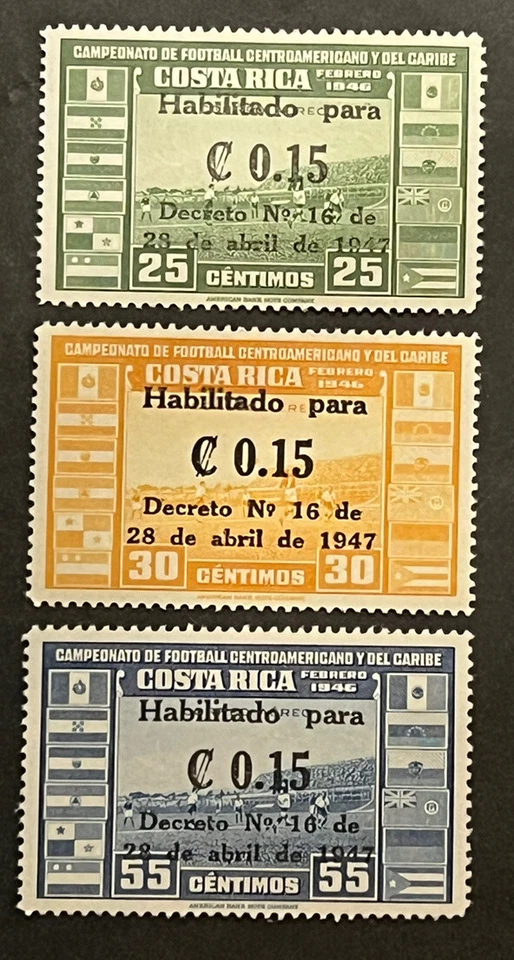 CAMPEONATO DE FOOTBALL CENTROAMERICANO Y DEL CARIBE
COSTA RICA FEBRERO 1946
Habilitado para
₡ 0.15
Decreto Nº 16 de
28 de abril de 1947
25 CÉNTIMOS 25
AMERICAN BANK NOTE COMPANY
CAMPEONATO DE FOOTBALL CENTROAMERICANO Y DEL CARIBE
COSTA RICA FEBRERO 1946
Habilitado para
₡ 0.15
Decreto Nº 16 de
28 de abril de 1947
30 CÉNTIMOS 30
AMERICAN BANK NOTE COMPANY
CAMPEONATO DE FOOTBALL CENTROAMERICANO Y DEL CARIBE
COSTA RICA FEBRERO 1946
Habilitado para
₡ 0.15
Decreto Nº 16 de
28 de abril de 1947
55 CÉNTIMOS 55
AMERICAN BANK NOTE COMPANY